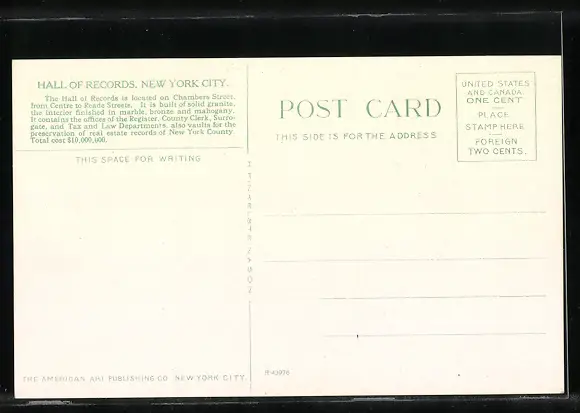 HALL OF RECORDS, NEW YORK CITY.
The Hall of Records is located on Chambers Street,
from Centre to Reade Streets. It is built of solid granite,
the interior finished in marble, bronze and mahogany.
It contains the offices of the Register, County Clerk, Surro-
gate, and Tax and Law Departments, also vaults for the
preservation of real estate records of New York County.
Total cost $10,000,000.
THIS SPACE FOR WRITING
POST CARD
THIS SIDE IS FOR THE ADDRESS
UNITED STATES
AND CANADA
ONE CENT
PLACE
STAMP HERE
FOREIGN
TWO CENTS.
THE AMERICAN ART PUBLISHING CO. NEW YORK CITY.